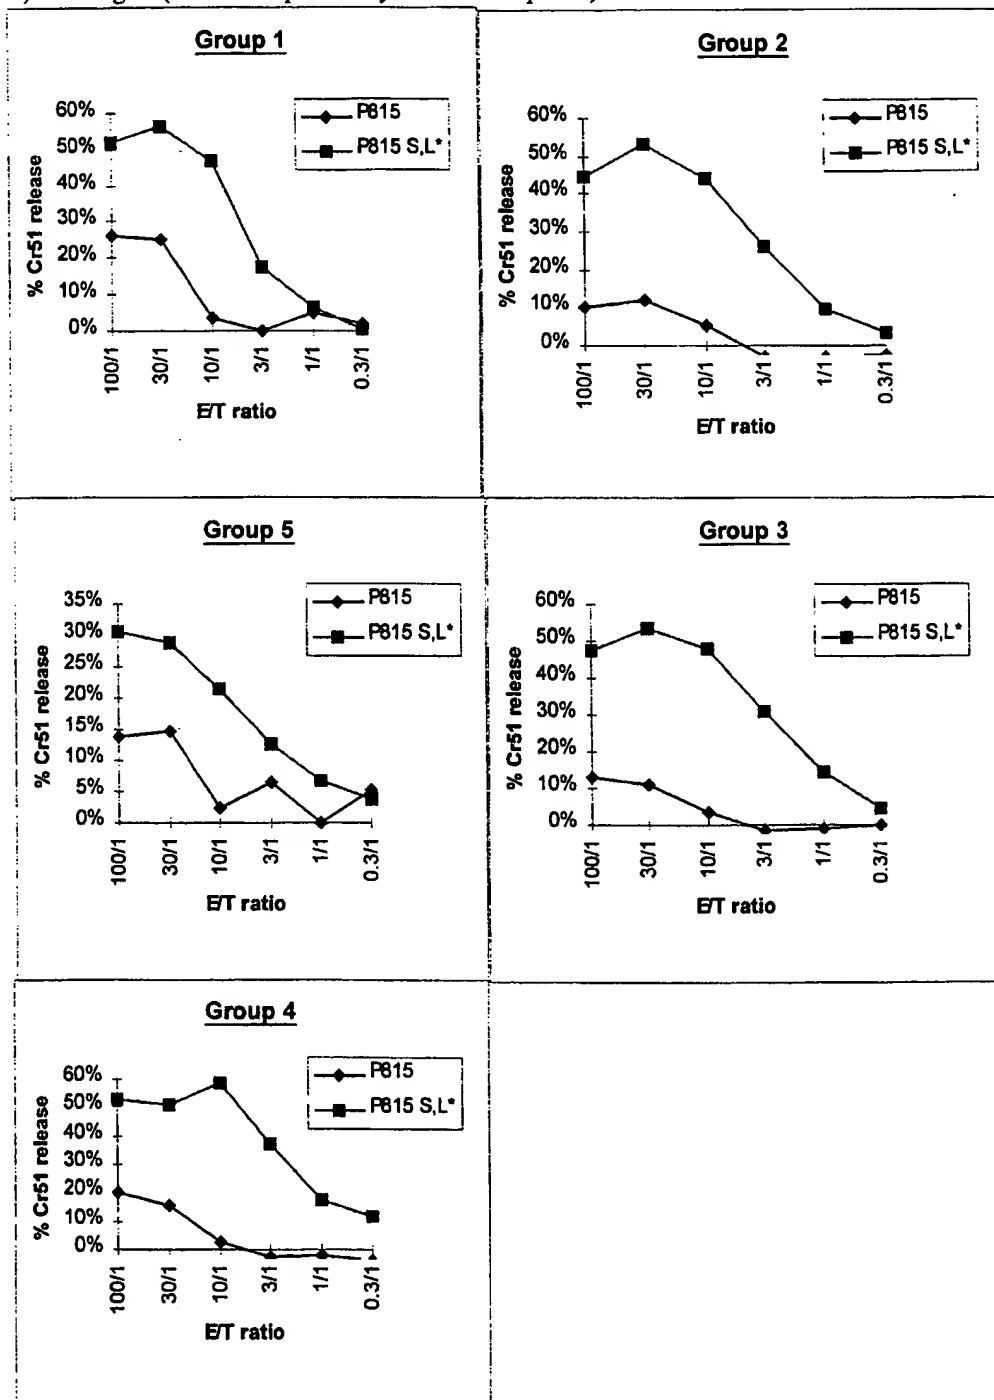 Group 1
60%
50%
40%
30%
20%
10%
0%
% Cr51 release
100/1
30/1
10/1
3/1
1/1
0.3/1
E/T ratio
P815
P815 S,L*
Group 2
60%
50%
40%
30%
20%
10%
0%
% Cr51 release
100/1
30/1
10/1
3/1
1/1
0.3/1
E/T ratio
P815
P815 S,L*
Group 5
35%
30%
25%
20%
15%
10%
5%
0%
% Cr51 release
100/1
30/1
10/1
3/1
1/1
0.3/1
E/T ratio
P815
P815 S,L*
Group 3
60%
50%
40%
30%
20%
10%
0%
% Cr51 release
100/1
30/1
10/1
3/1
1/1
0.3/1
E/T ratio
P815
P815 S,L*
Group 4
60%
50%
40%
30%
20%
10%
0%
% Cr51 release
100/1
30/1
10/1
3/1
1/1
0.3/1
E/T ratio
P815
P815 S,L*